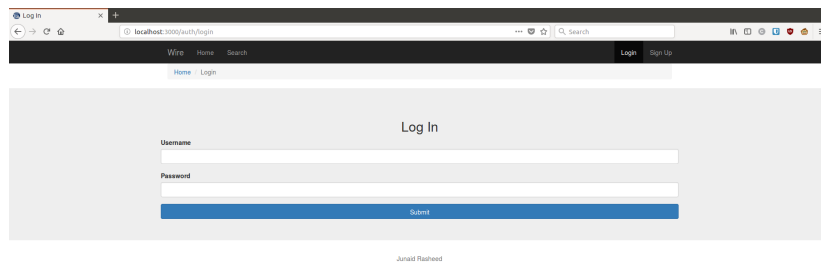 Log In
localhost:3000/auth/login
Search
Wire Home Search Login Sign Up
Home / Login
Log In
Username
Password
Submit
Junaid Rasheed